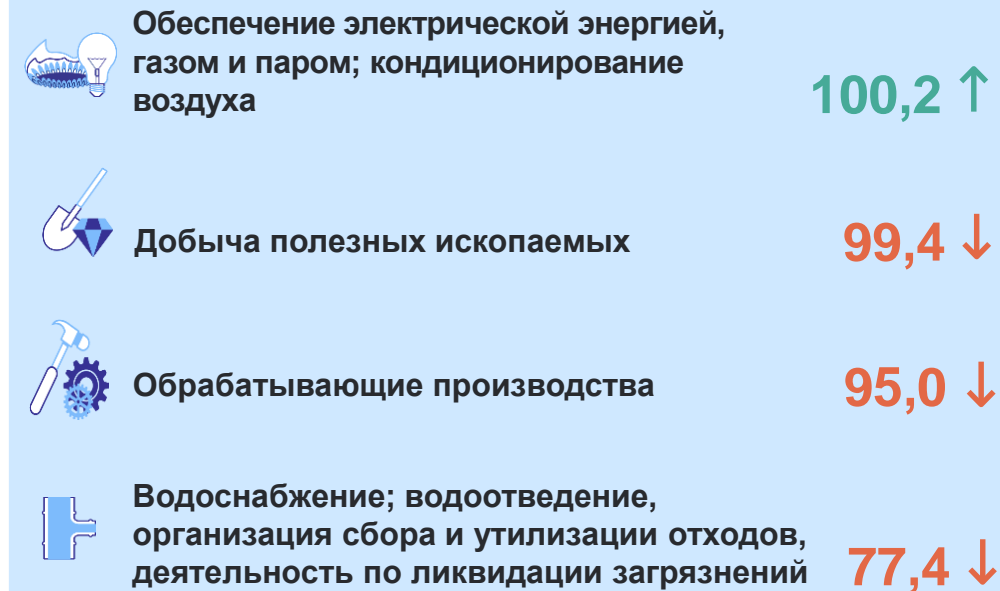 Обеспечение электрической энергией,
газом и паром; кондиционирование
воздуха
100,2 ↑
Добыча полезных ископаемых
99,4 ↓
Обрабатывающие производства
95,0 ↓
Водоснабжение; водоотведение,
организация сбора и утилизации отходов,
деятельность по ликвидации загрязнений
77,4 ↓